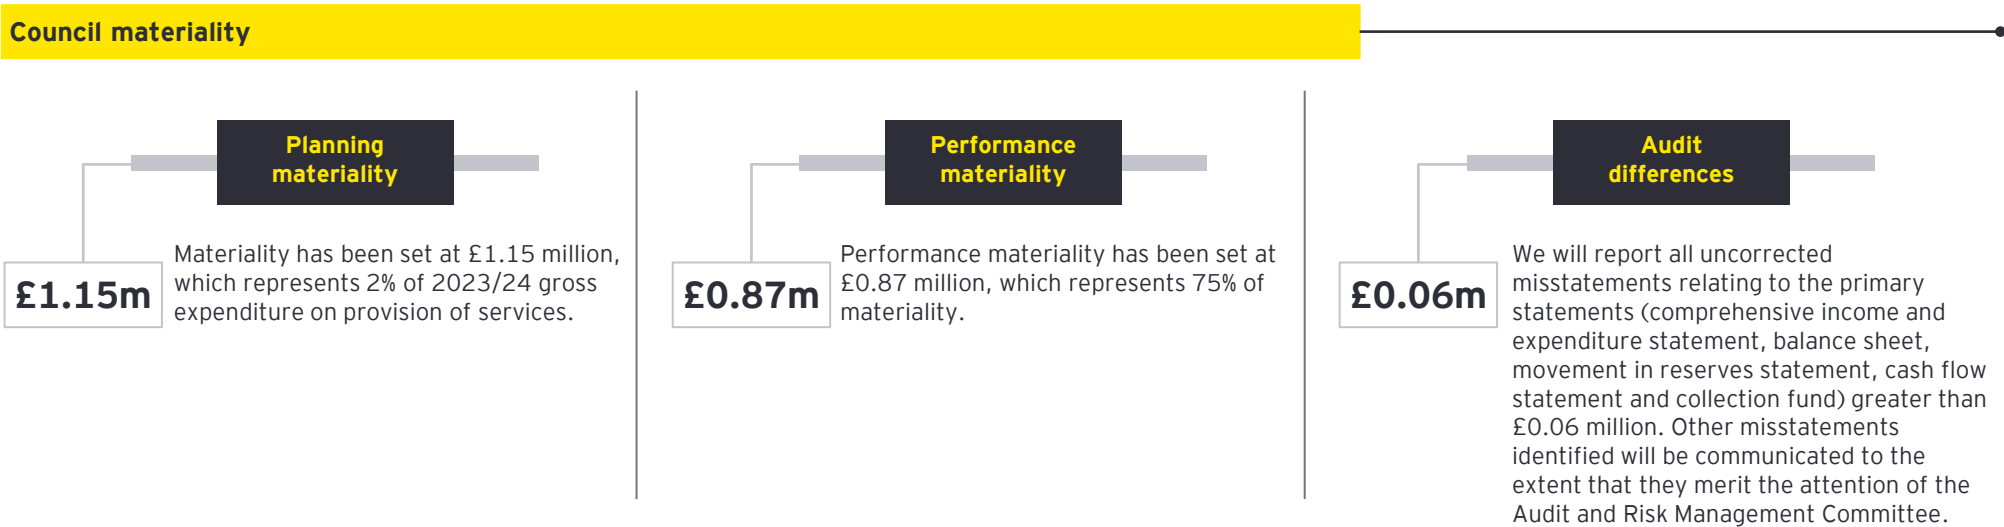 Council materiality
Planning
materiality
£1.15m
Materiality has been set at £1.15 million,
which represents 2% of 2023/24 gross
expenditure on provision of services.
Performance
materiality
£0.87m
Performance materiality has been set at
£0.87 million, which represents 75% of
materiality.
Audit
differences
£0.06m
We will report all uncorrected
misstatements relating to the primary
statements (comprehensive income and
expenditure statement, balance sheet,
movement in reserves statement, cash flow
statement and collection fund) greater than
£0.06 million. Other misstatements
identified will be communicated to the
extent that they merit the attention of the
Audit and Risk Management Committee.